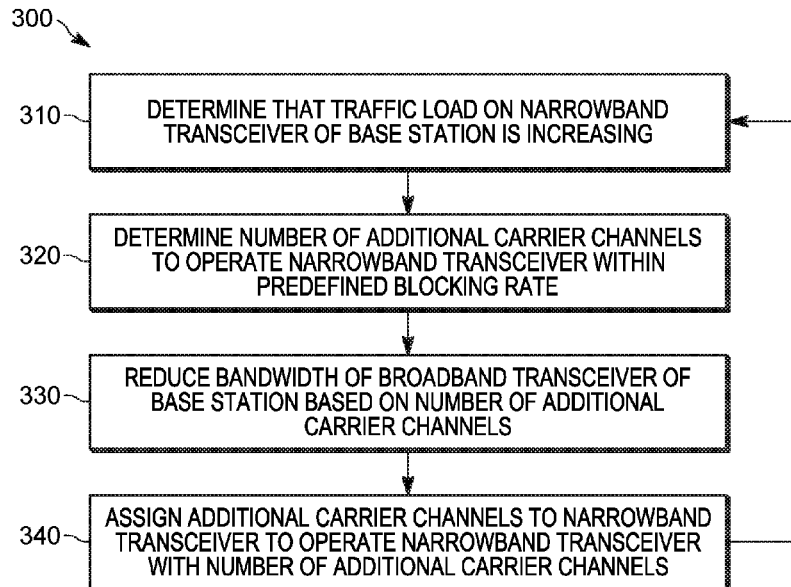 300
310
DETERMINE THAT TRAFFIC LOAD ON NARROWBAND
TRANSCEIVER OF BASE STATION IS INCREASING
320
DETERMINE NUMBER OF ADDITIONAL CARRIER CHANNELS
TO OPERATE NARROWBAND TRANSCEIVER WITHIN
PREDEFINED BLOCKING RATE
330
REDUCE BANDWIDTH OF BROADBAND TRANSCEIVER OF
BASE STATION BASED ON NUMBER OF ADDITIONAL
CARRIER CHANNELS
340
ASSIGN ADDITIONAL CARRIER CHANNELS TO NARROWBAND
TRANSCEIVER TO OPERATE NARROWBAND TRANSCEIVER
WITH NUMBER OF ADDITIONAL CARRIER CHANNELS